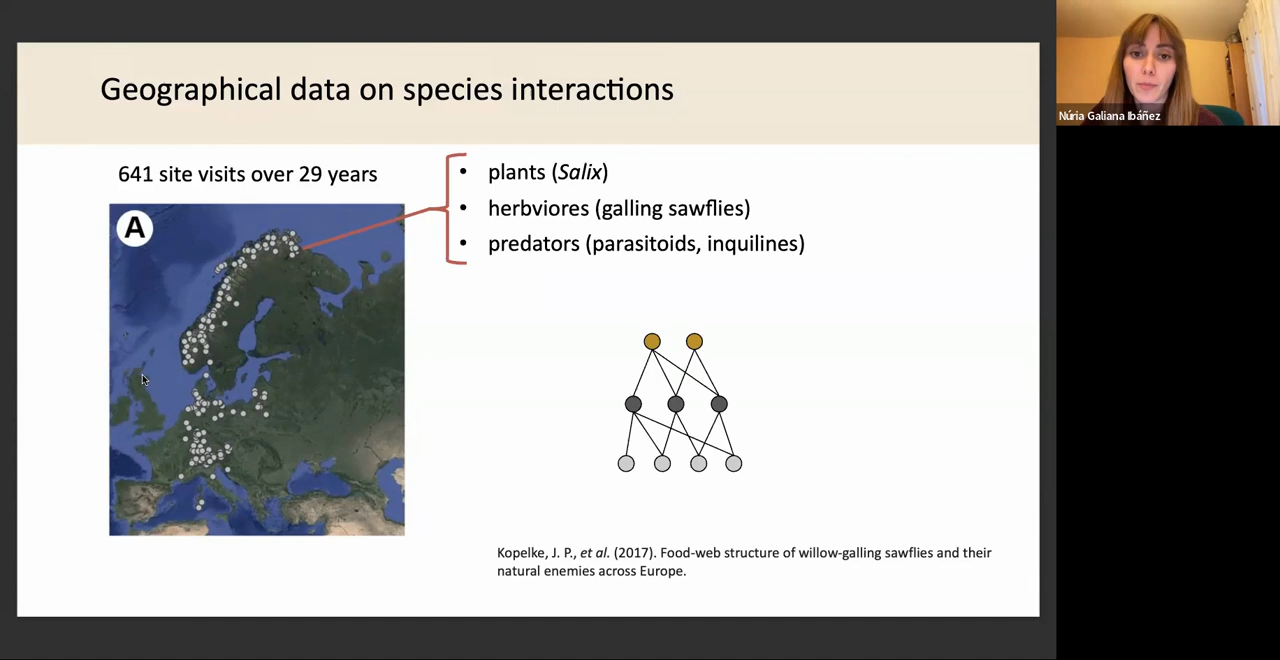 Geographical data on species interactions
641 site visits over 29 years
A
• plants (Salix)
• herbviores (galling sawflies)
• predators (parasitoids, inquilines)
Kopelke, J. P., et al. (2017). Food-web structure of willow-galling sawflies and their
natural enemies across Europe.
Núria Galiana Ibáñez